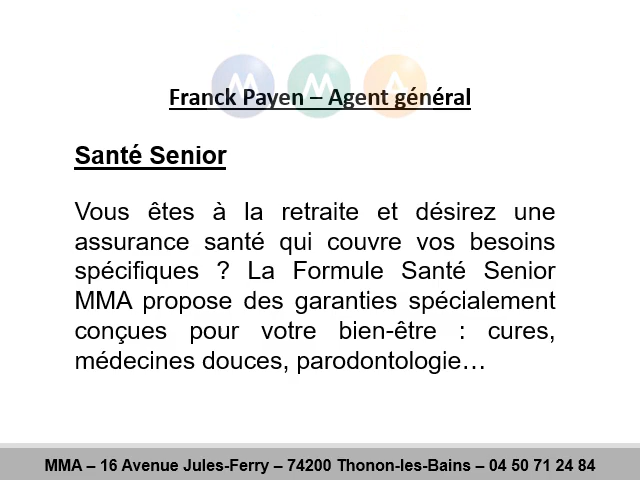 M M A
Franck Payen – Agent général
Santé Senior
Vous êtes à la retraite et désirez une
assurance santé qui couvre vos besoins
spécifiques ? La Formule Santé Senior
MMA propose des garanties spécialement
conçues pour votre bien-être : cures,
médecines douces, parodontologie…
MMA – 16 Avenue Jules-Ferry – 74200 Thonon-les-Bains – 04 50 71 24 84